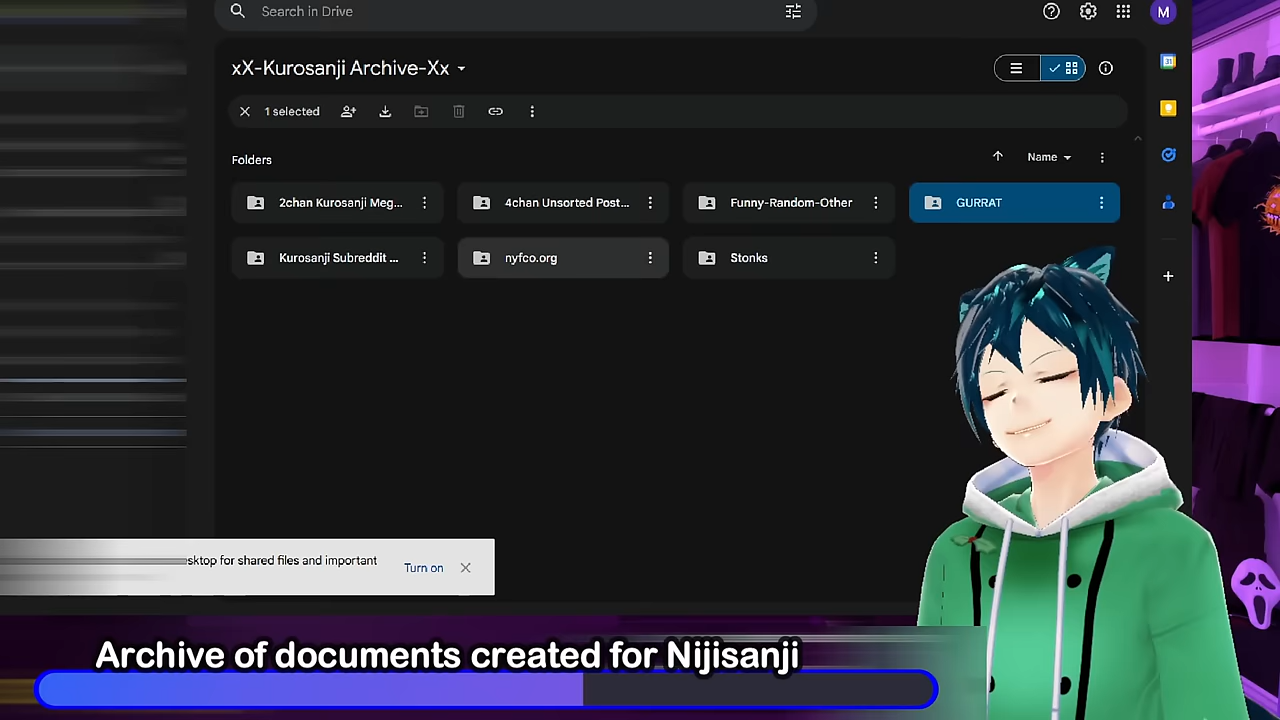 Search in Drive
M
xX-Kurosanji Archive-Xx
1 selected
31
Folders
Name
2chan Kurosanji Meg...
4chan Unsorted Post...
Funny-Random-Other
GURRAT
Kurosanji Subreddit ...
nyfco.org
Stonks
sktop for shared files and important
Turn on
Archive of documents created for Nijisanji